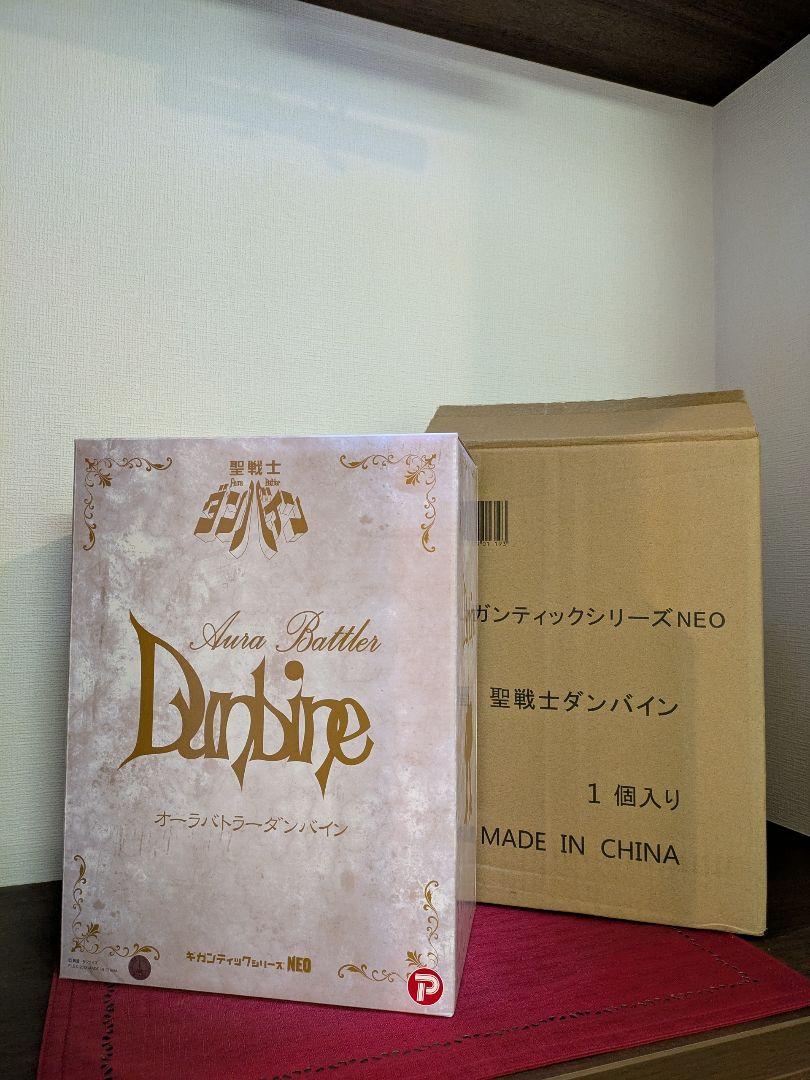 聖戦士
Aura Battler
ダンバイン
Aura Battler
Dunbine
オーラバトラーダンバイン
ギガンティックシリーズ NEO
P
ガンティックシリーズNEO
聖戦士ダンバイン
1 個入り
MADE IN CHINA